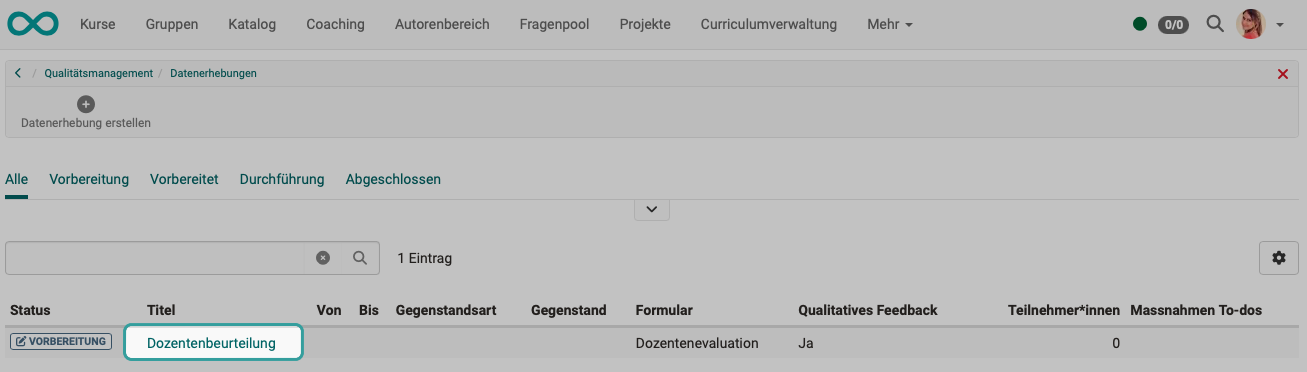 Kurse Gruppen Katalog Coaching Autorenbereich Fragenpool Projekte Curriculumverwaltung Mehr 0/0
/ Qualitätsmanagement / Datenerhebungen
Datenerhebung erstellen
Alle Vorbereitung Vorbereitet Durchführung Abgeschlossen
1 Eintrag
Status Titel Von Bis Gegenstandsart Gegenstand Formular Qualitatives Feedback Teilnehmer*innen Massnahmen To-dos
VORBEREITUNG Dozentenbeurteilung Dozentenevaluation Ja 0